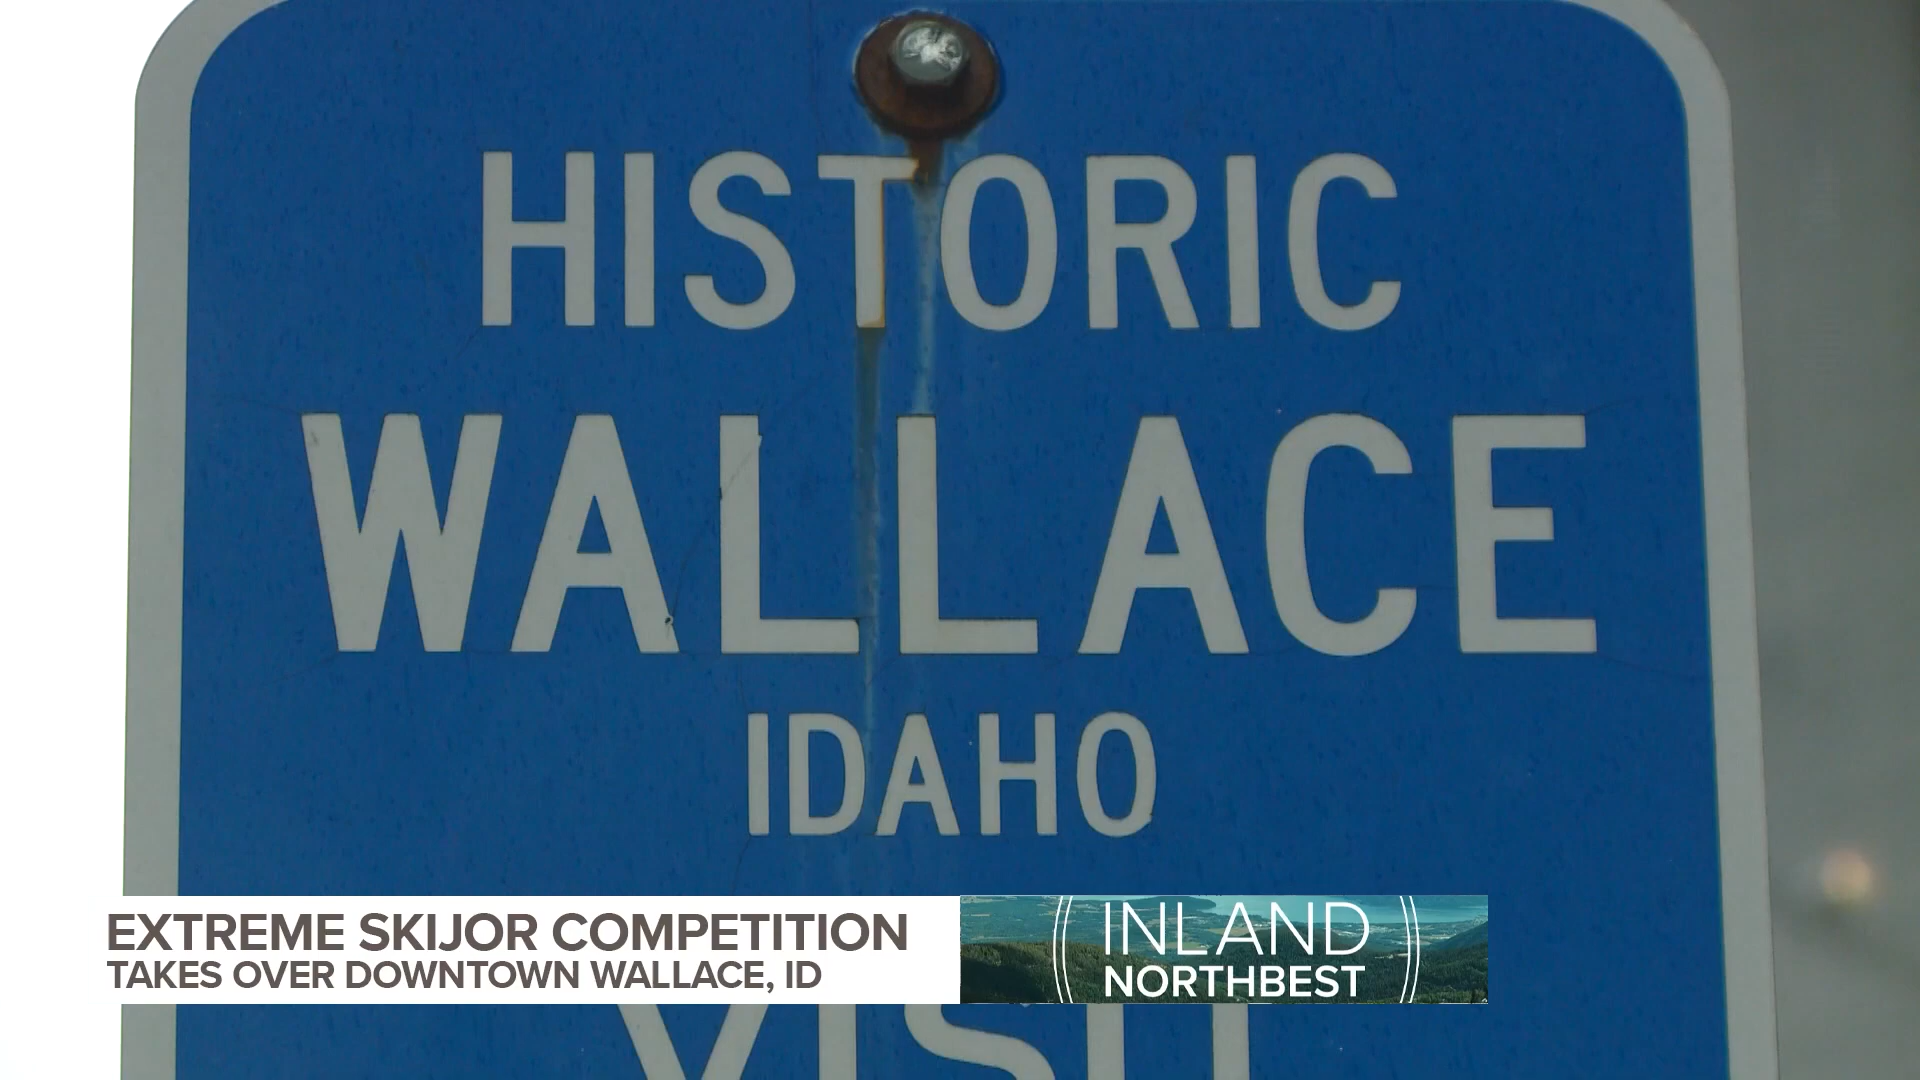 HISTORIC
WALLACE
IDAHO
EXTREME SKIJOR COMPETITION
TAKES OVER DOWNTOWN WALLACE, ID
INLAND
NORTHBEST